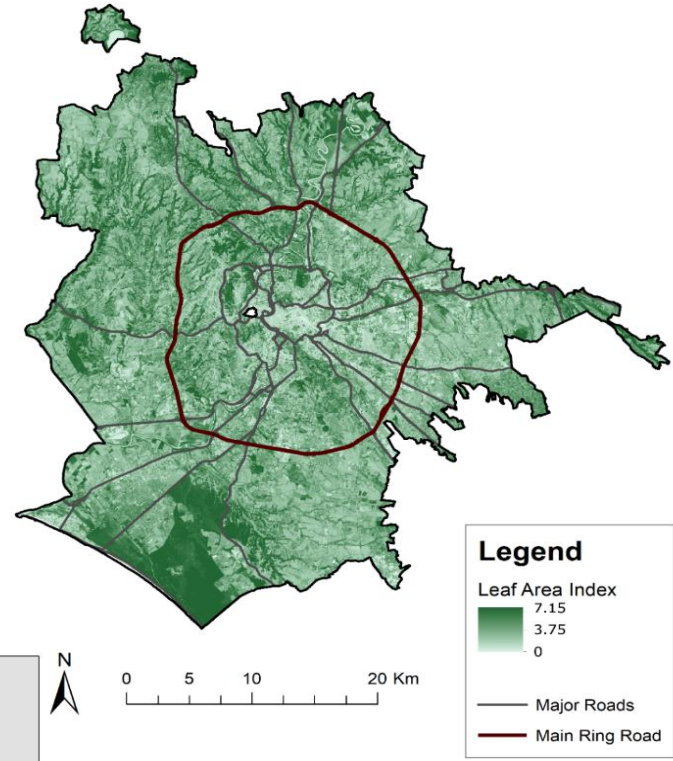 Legend
Leaf Area Index
7.15
3.75
0
Major Roads
Main Ring Road
N
0 5 10 20 Km